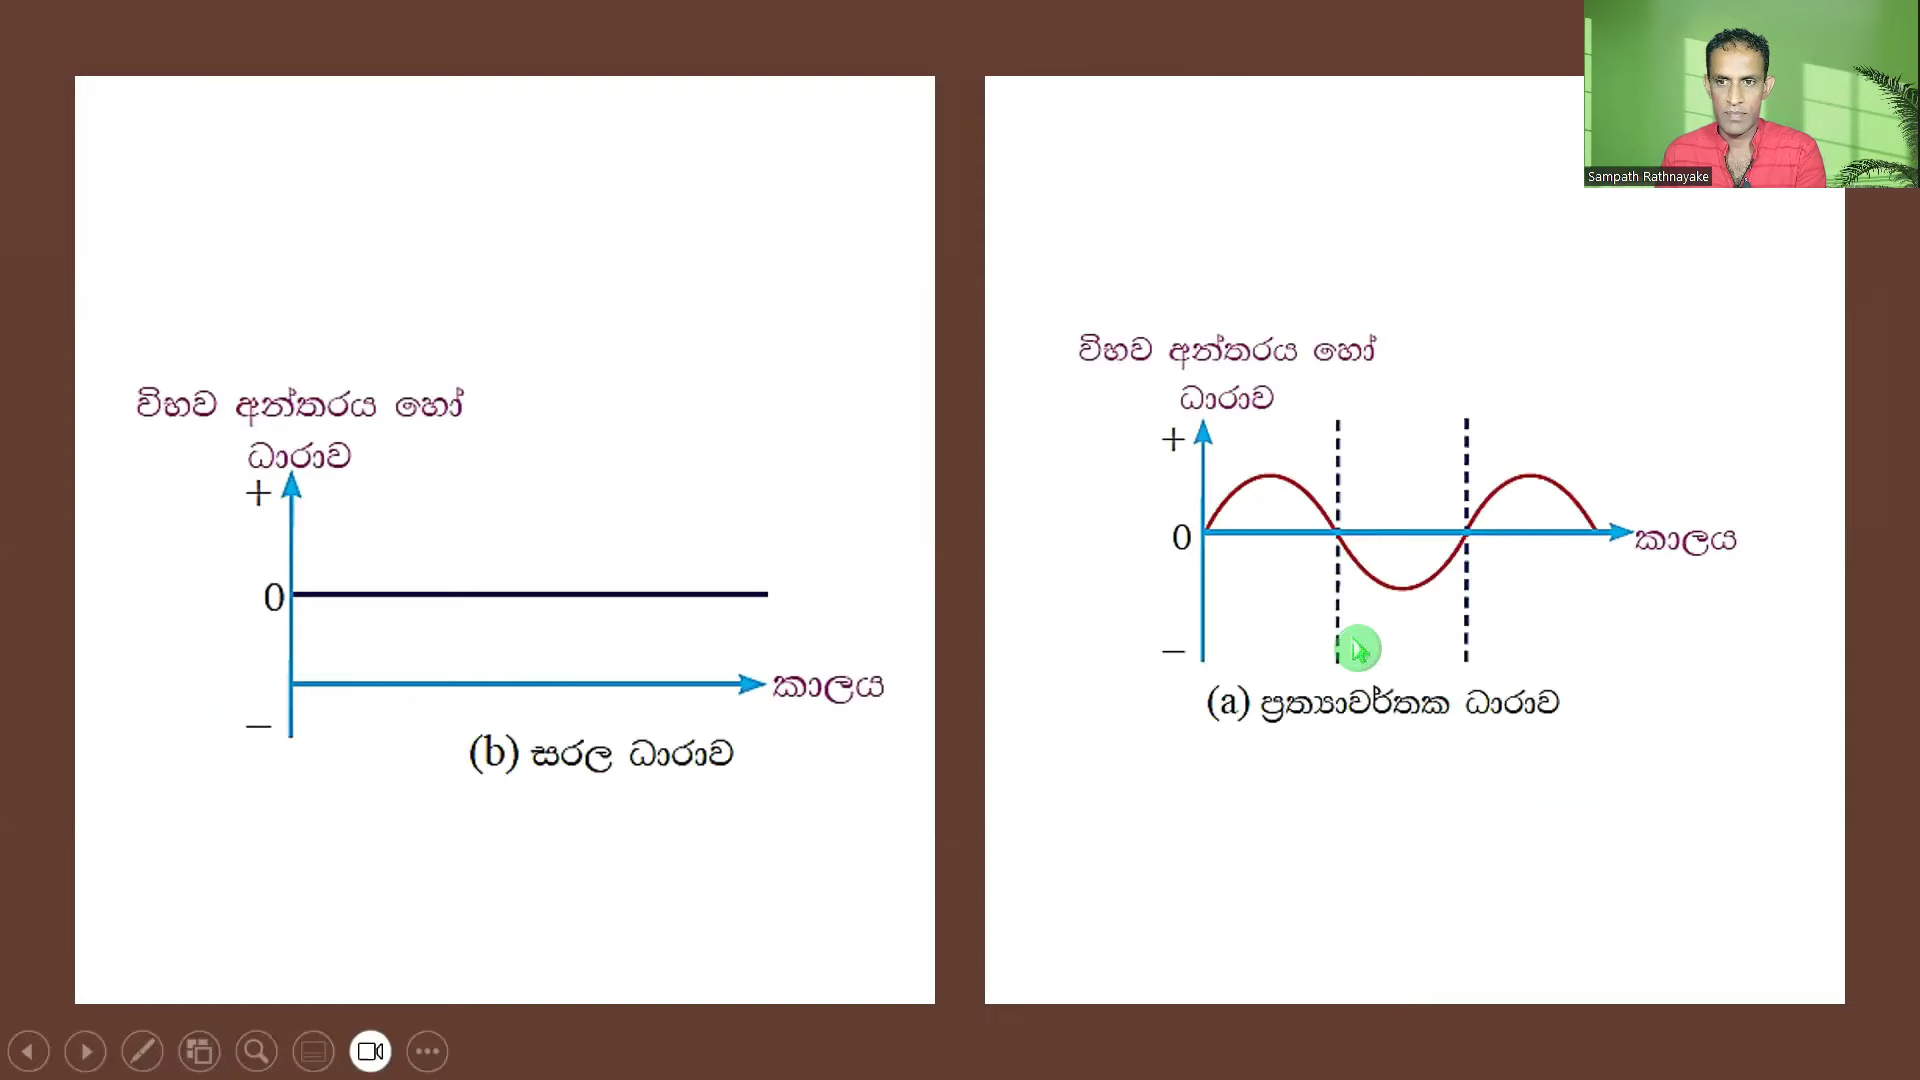 Sampath Rathnayake
විභව අන්තරය හෝ
ධාරාව
+
0
කාලය
−
(b) සරල ධාරාව
විභව අන්තරය හෝ
ධාරාව
+
0
කාලය
−
(a) ප්‍රත්‍යාවර්තක ධාරාව